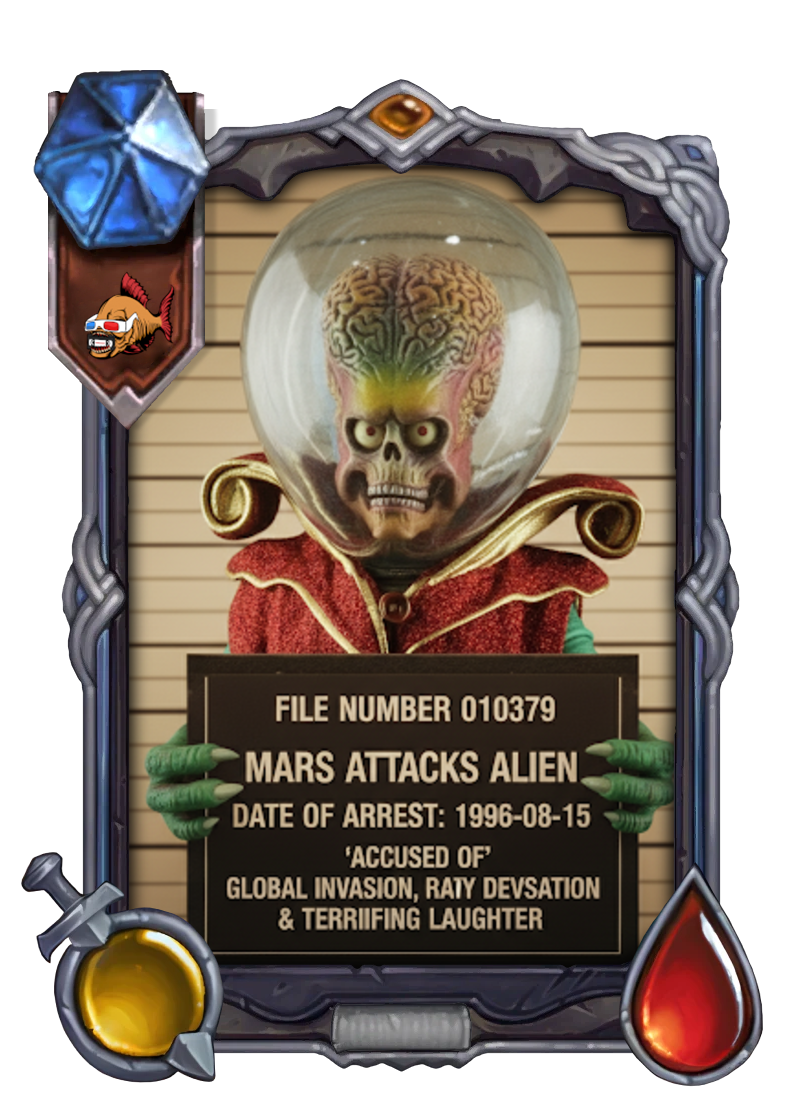 FILE NUMBER 010379
MARS ATTACKS ALIEN
DATE OF ARREST: 1996-08-15
‘ACCUSED OF’
GLOBAL INVASION, RATY DEVSATION
& TERRIIFING LAUGHTER